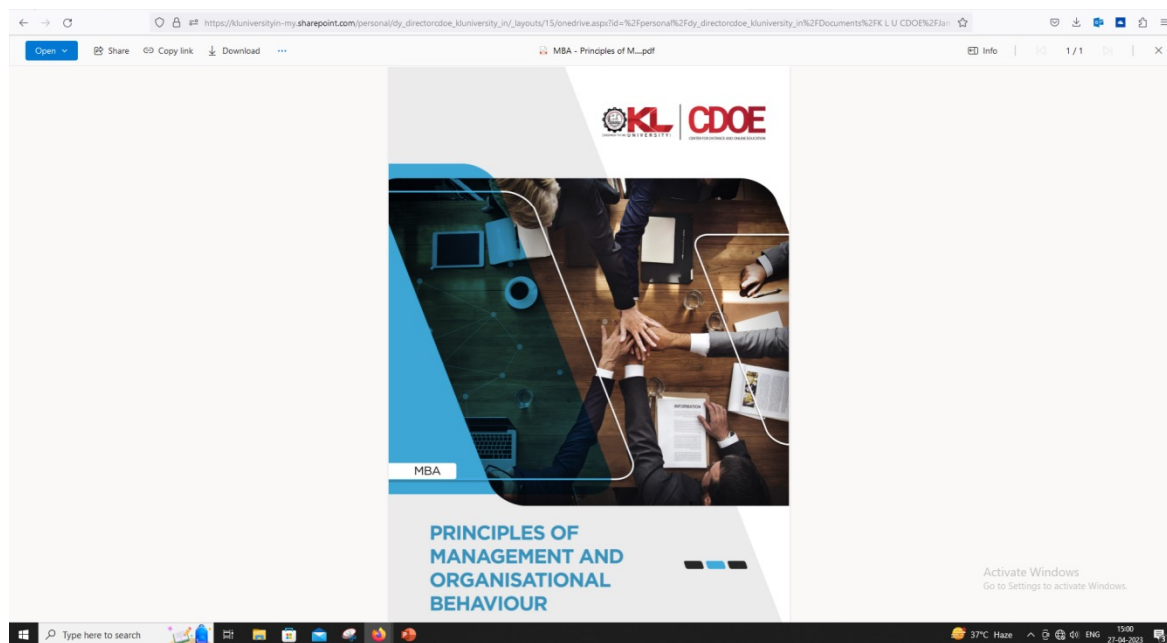 https://kluniversityin-my.sharepoint.com/personal/dy_directorcdoe_kluniversity_in/_layouts/15/onedrive.aspx?id=%2Fpersonal%2Fdy_directorcdoe_kluniversity_in%2FDocuments%2FK L U CDOE%2FJan
Open
Share
Copy link
Download
MBA - Principles of M....pdf
Info
1 / 1
KL
UNIVERSITY
CDOE
CENTER FOR DISTANCE AND ONLINE EDUCATION
INFORMATION
MBA
PRINCIPLES OF
MANAGEMENT AND
ORGANISATIONAL
BEHAVIOUR
Activate Windows
Go to Settings to activate Windows.
Type here to search
37°C Haze
ENG
15:00
27-04-2023